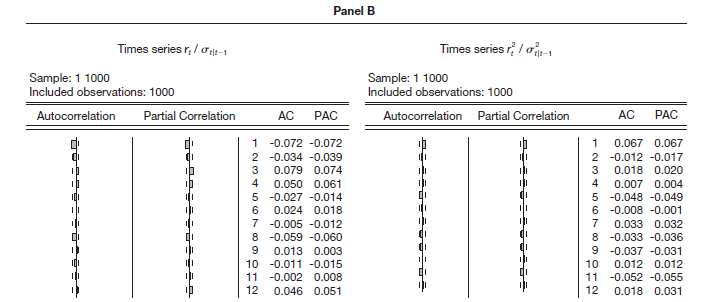 Panel B
Times series r_t / σ_t|t−1    Times series r_t^2 / σ_t|t−1^2
Sample: 1 1000    Sample: 1 1000
Included observations: 1000    Included observations: 1000
Autocorrelation    Partial Correlation    AC    PAC    Autocorrelation    Partial Correlation    AC    PAC
1 -0.072 -0.072    1 0.067 0.067
2 -0.034 -0.039    2 -0.012 -0.017
3 0.079 0.074    3 0.018 0.020
4 0.050 0.061    4 0.007 0.004
5 -0.027 -0.014    5 -0.048 -0.049
6 0.024 0.018    6 -0.008 -0.001
7 -0.005 -0.012    7 0.033 0.032
8 -0.059 -0.060    8 -0.033 -0.036
9 0.013 0.003    9 -0.037 -0.031
10 -0.011 -0.015    10 0.012 0.012
11 -0.002 0.008    11 -0.052 -0.055
12 0.046 0.051    12 0.018 0.031